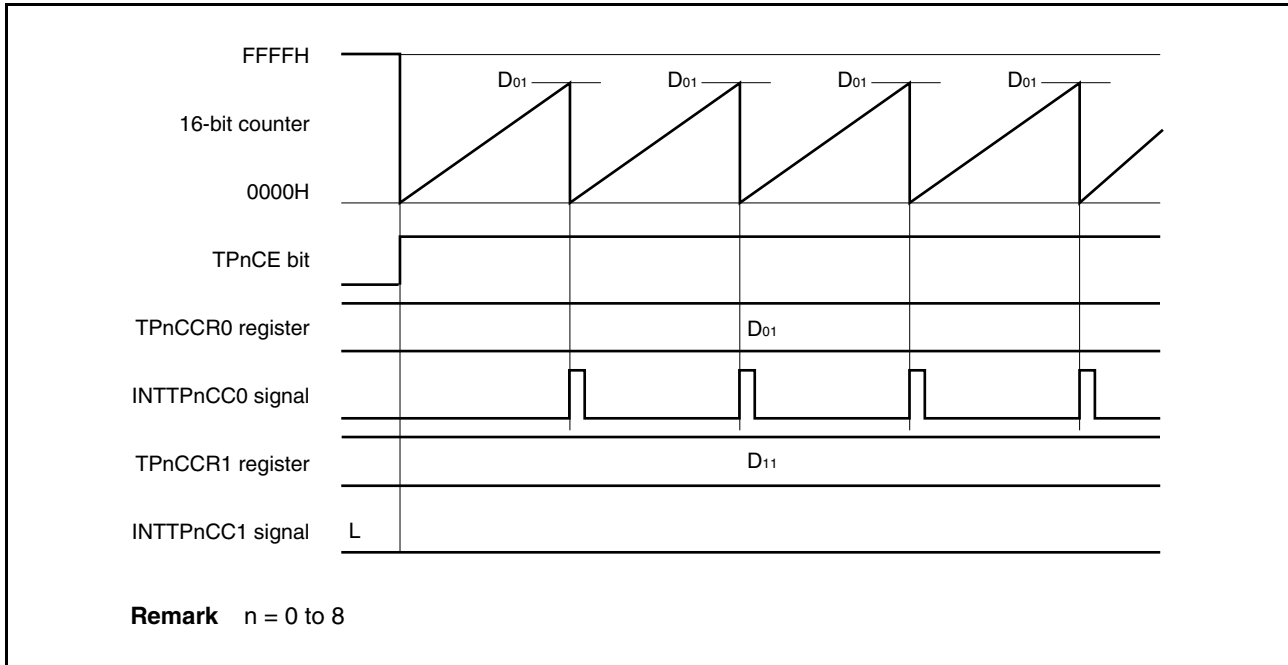 FFFFH
D01 D01 D01 D01
16-bit counter
0000H
TPnCE bit
TPnCCR0 register D01
INTTPnCC0 signal
TPnCCR1 register D11
INTTPnCC1 signal L
Remark n = 0 to 8